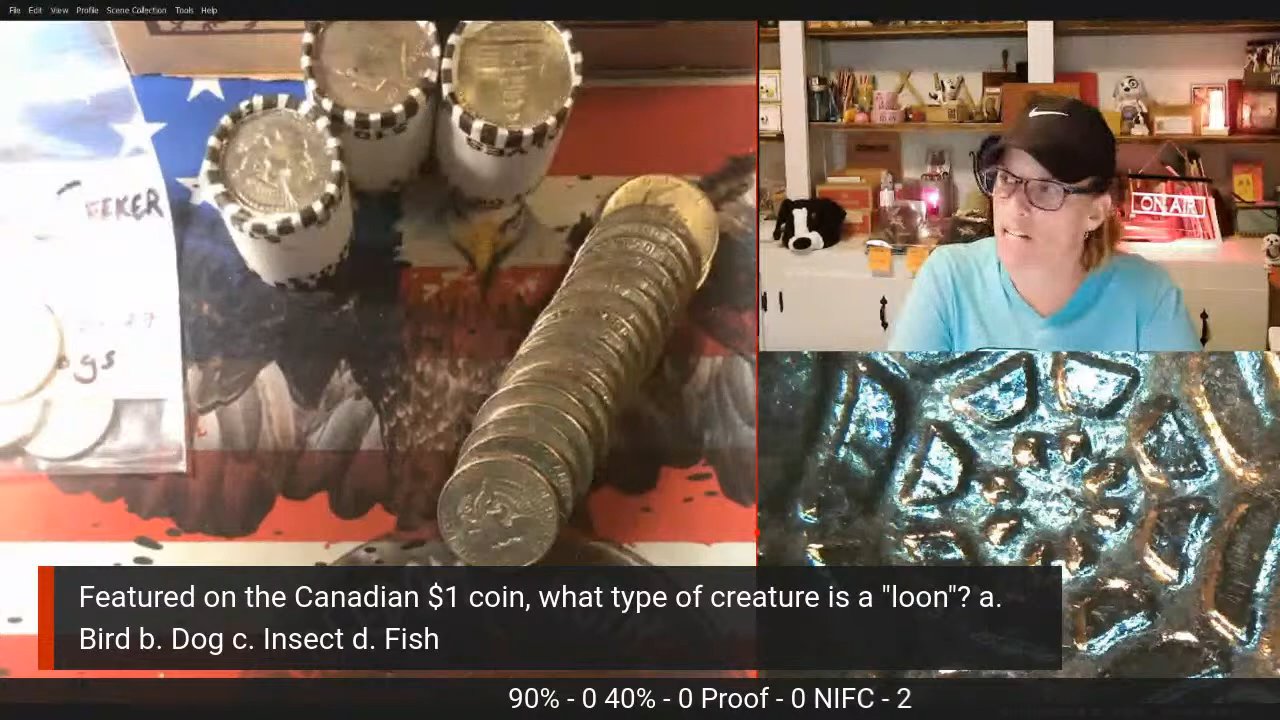 File Edit View Profile Scene Collection Tools Help
EEKER
ogs
ON AIR
Featured on the Canadian $1 coin, what type of creature is a "loon"? a.
Bird b. Dog c. Insect d. Fish
90% - 0 40% - 0 Proof - 0 NIFC - 2